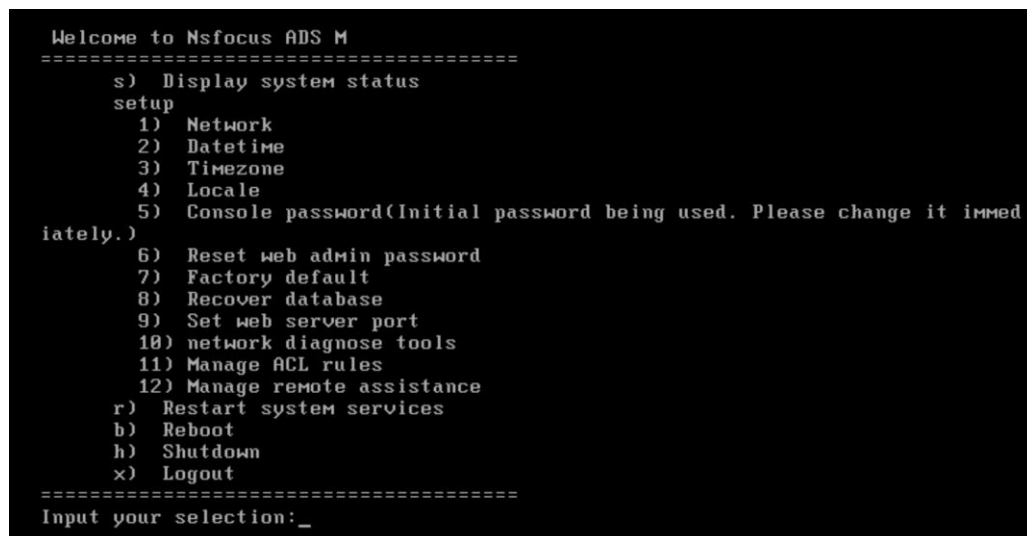 Welcome to Nsfocus ADS M
=======================================
s) Display system status
setup
1) Network
2) Datetime
3) Timezone
4) Locale
5) Console password(Initial password being used. Please change it immed
iately.)
6) Reset web admin password
7) Factory default
8) Recover database
9) Set web server port
10) network diagnose tools
11) Manage ACL rules
12) Manage remote assistance
r) Restart system services
b) Reboot
h) Shutdown
x) Logout
=======================================
Input your selection:_